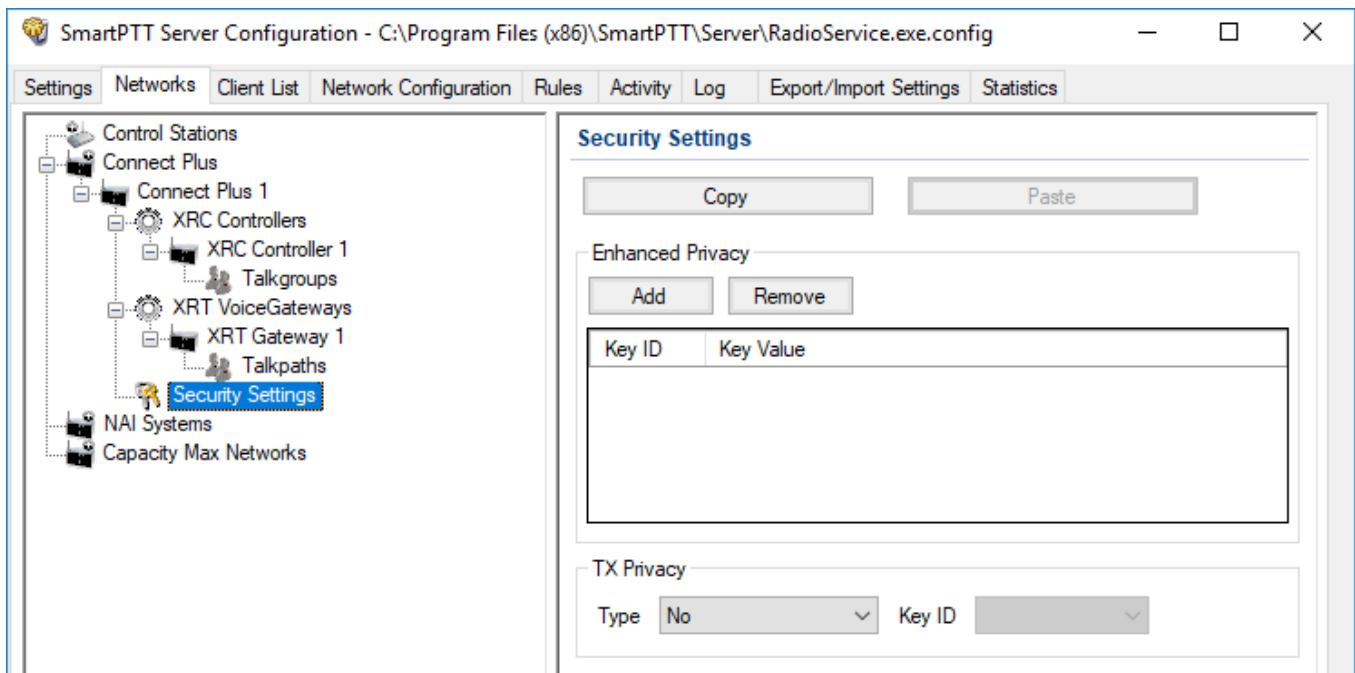 SmartPTT Server Configuration - C:\Program Files (x86)\SmartPTT\Server\RadioService.exe.config
Settings Networks Client List Network Configuration Rules Activity Log Export/Import Settings Statistics
Control Stations
Connect Plus
Connect Plus 1
XRC Controllers
XRC Controller 1
Talkgroups
XRT VoiceGateways
XRT Gateway 1
Talkpaths
Security Settings
NAI Systems
Capacity Max Networks
Security Settings
Copy Paste
Enhanced Privacy
Add Remove
Key ID Key Value
TX Privacy
Type No Key ID